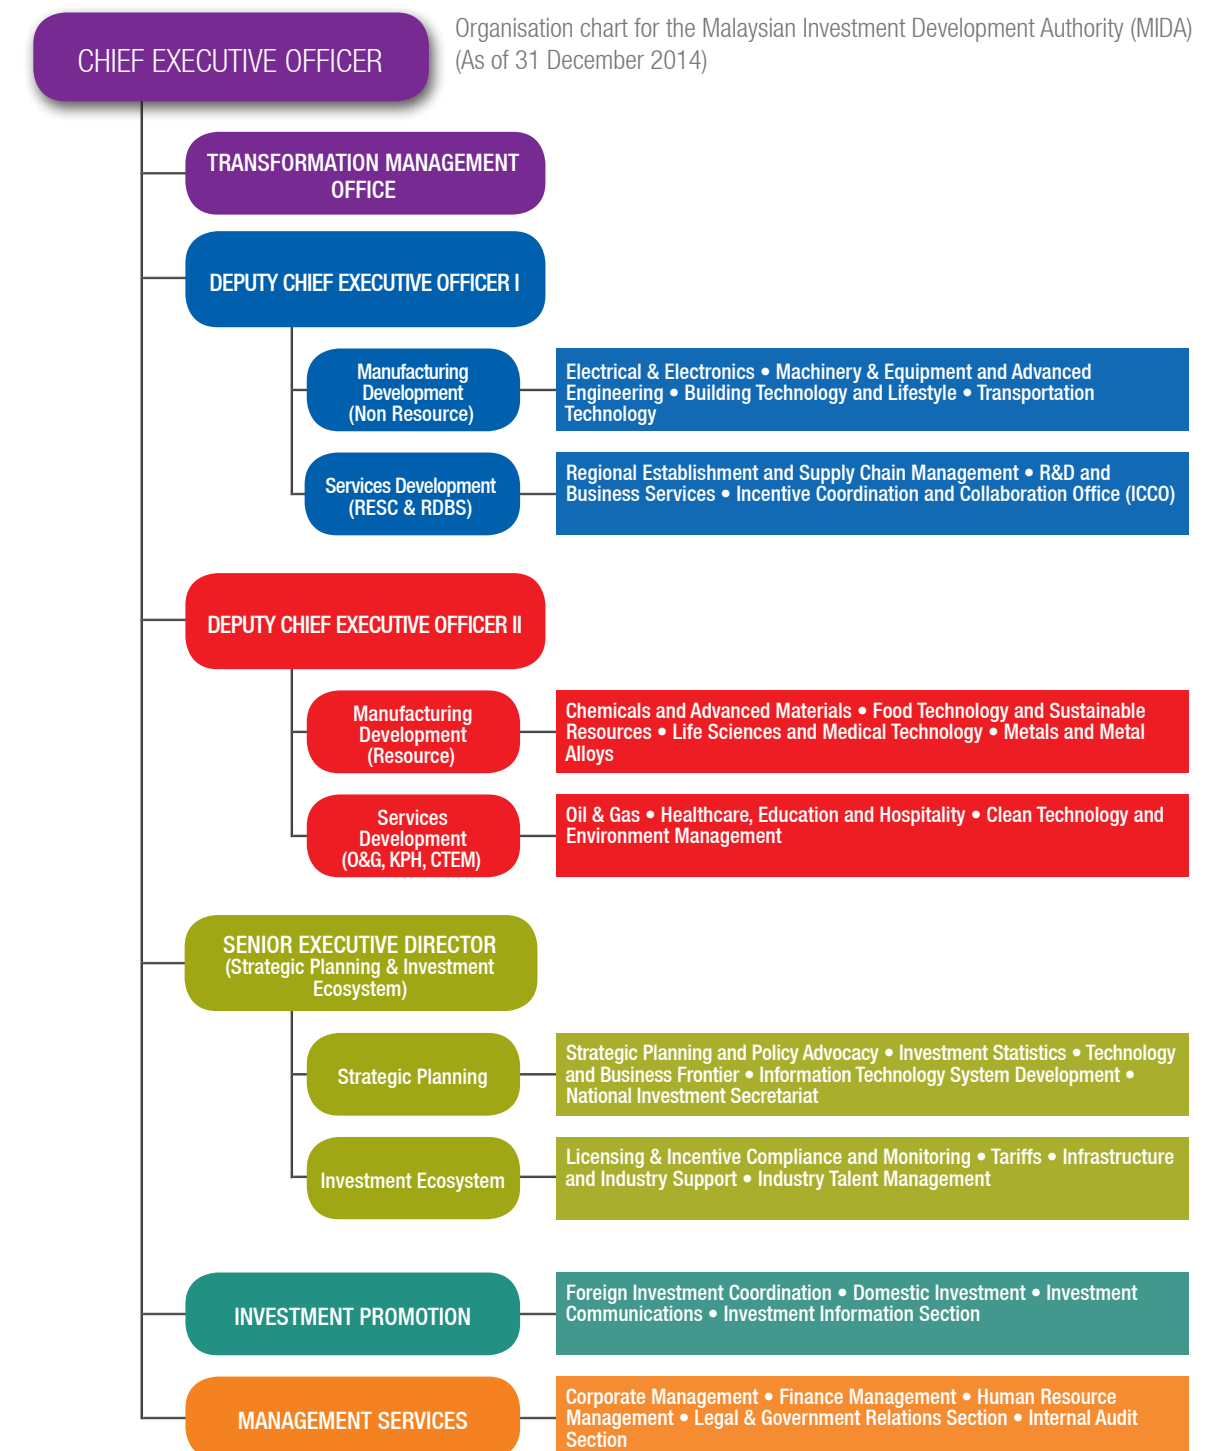 CHIEF EXECUTIVE OFFICER
Organisation chart for the Malaysian Investment Development Authority (MIDA)
(As of 31 December 2014)
TRANSFORMATION MANAGEMENT
OFFICE
DEPUTY CHIEF EXECUTIVE OFFICER I
Manufacturing
Development
(Non Resource)
Electrical & Electronics • Machinery & Equipment and Advanced
Engineering • Building Technology and Lifestyle • Transportation
Technology
Services Development
(RESC & RDBS)
Regional Establishment and Supply Chain Management • R&D and
Business Services • Incentive Coordination and Collaboration Office (ICCO)
DEPUTY CHIEF EXECUTIVE OFFICER II
Manufacturing
Development
(Resource)
Chemicals and Advanced Materials • Food Technology and Sustainable
Resources • Life Sciences and Medical Technology • Metals and Metal
Alloys
Services
Development
(O&G, KPH, CTEM)
Oil & Gas • Healthcare, Education and Hospitality • Clean Technology and
Environment Management
SENIOR EXECUTIVE DIRECTOR
(Strategic Planning & Investment
Ecosystem)
Strategic Planning
Strategic Planning and Policy Advocacy • Investment Statistics • Technology
and Business Frontier • Information Technology System Development •
National Investment Secretariat
Investment Ecosystem
Licensing & Incentive Compliance and Monitoring • Tariffs • Infrastructure
and Industry Support • Industry Talent Management
INVESTMENT PROMOTION
Foreign Investment Coordination • Domestic Investment • Investment
Communications • Investment Information Section
MANAGEMENT SERVICES
Corporate Management • Finance Management • Human Resource
Management • Legal & Government Relations Section • Internal Audit
Section